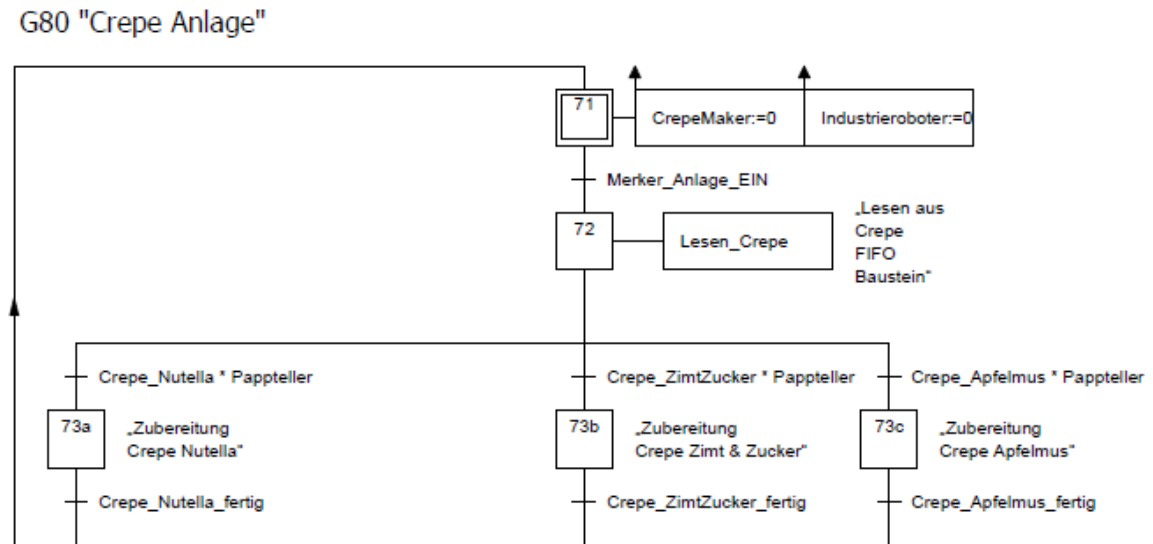 G80 "Crepe Anlage"
71
CrepeMaker:=0
Industrieroboter:=0
Merker_Anlage_EIN
72
Lesen_Crepe
„Lesen aus
Crepe
FIFO
Baustein“
Crepe_Nutella * Pappteller
Crepe_ZimtZucker * Pappteller
Crepe_Apfelmus * Pappteller
73a
„Zubereitung
Crepe Nutella“
73b
„Zubereitung
Crepe Zimt & Zucker“
73c
„Zubereitung
Crepe Apfelmus“
Crepe_Nutella_fertig
Crepe_ZimtZucker_fertig
Crepe_Apfelmus_fertig